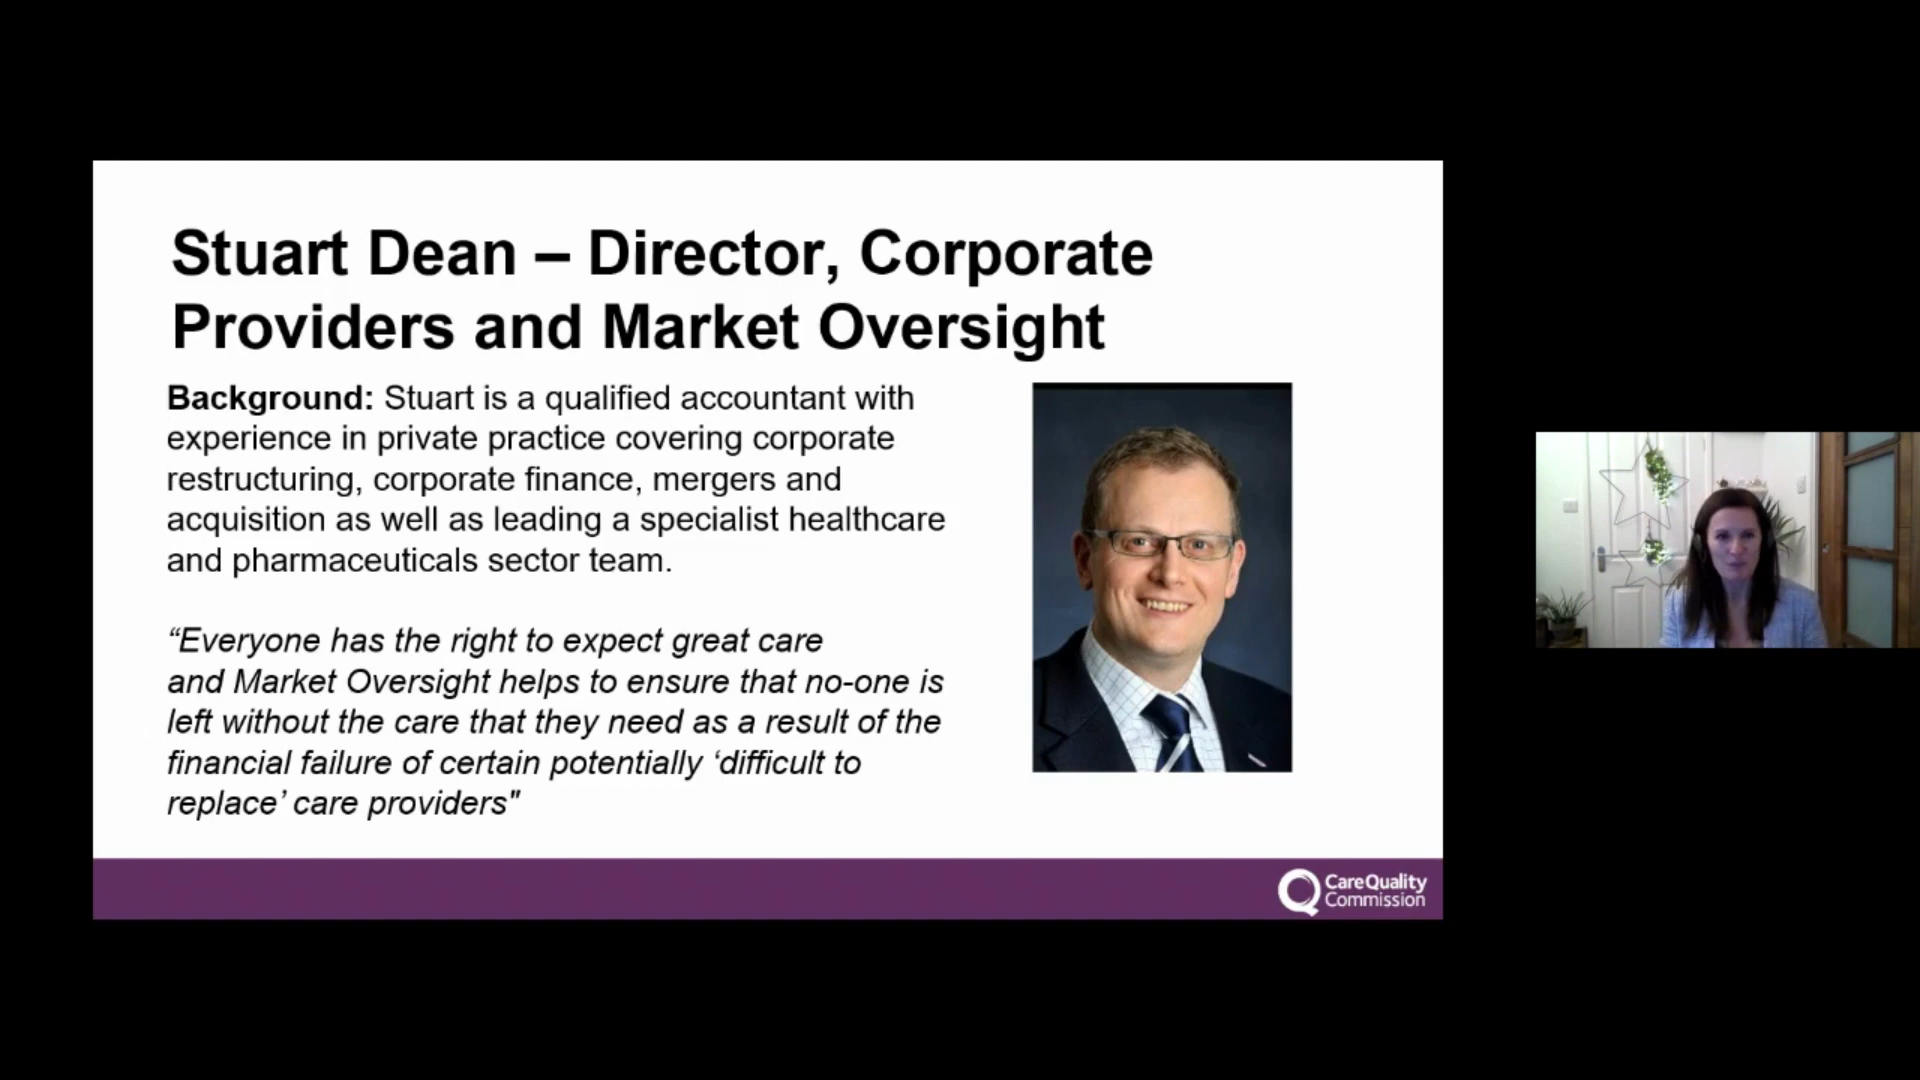 Stuart Dean – Director, Corporate
Providers and Market Oversight
Background: Stuart is a qualified accountant with
experience in private practice covering corporate
restructuring, corporate finance, mergers and
acquisition as well as leading a specialist healthcare
and pharmaceuticals sector team.
“Everyone has the right to expect great care
and Market Oversight helps to ensure that no-one is
left without the care that they need as a result of the
financial failure of certain potentially ‘difficult to
replace’ care providers"
CareQuality
Commission